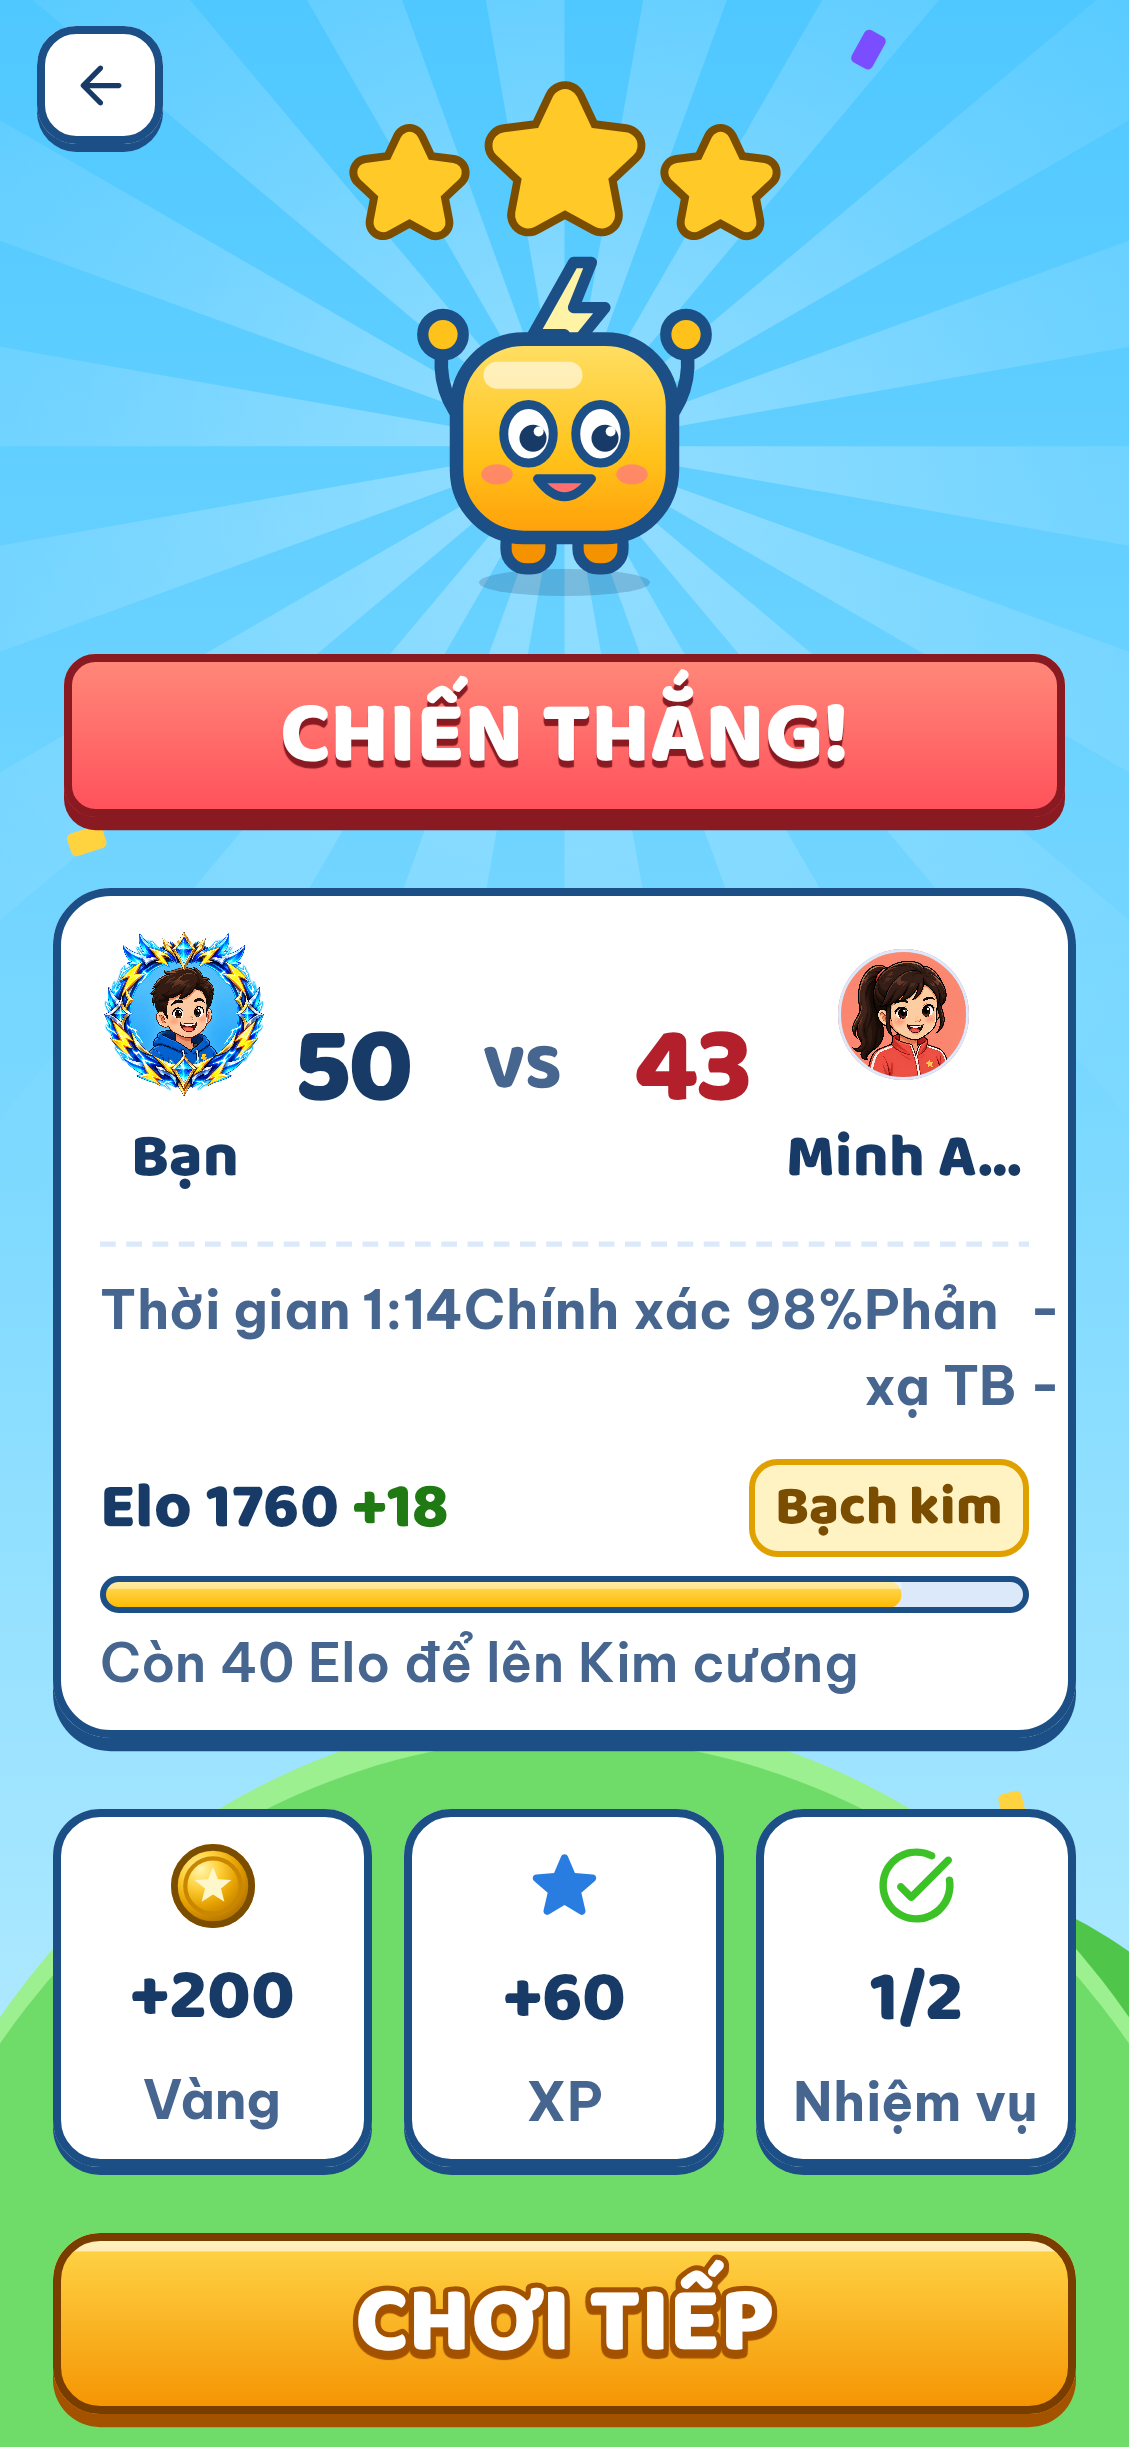 CHIẾN THẮNG!
50 VS 43
Bạn
Minh A...
Thời gian 1:14Chính xác 98%Phản -
xạ TB -
Elo 1760 +18
Bạch kim
Còn 40 Elo để lên Kim cương
+200
Vàng
+60
XP
1/2
Nhiệm vụ
CHƠI TIẾP